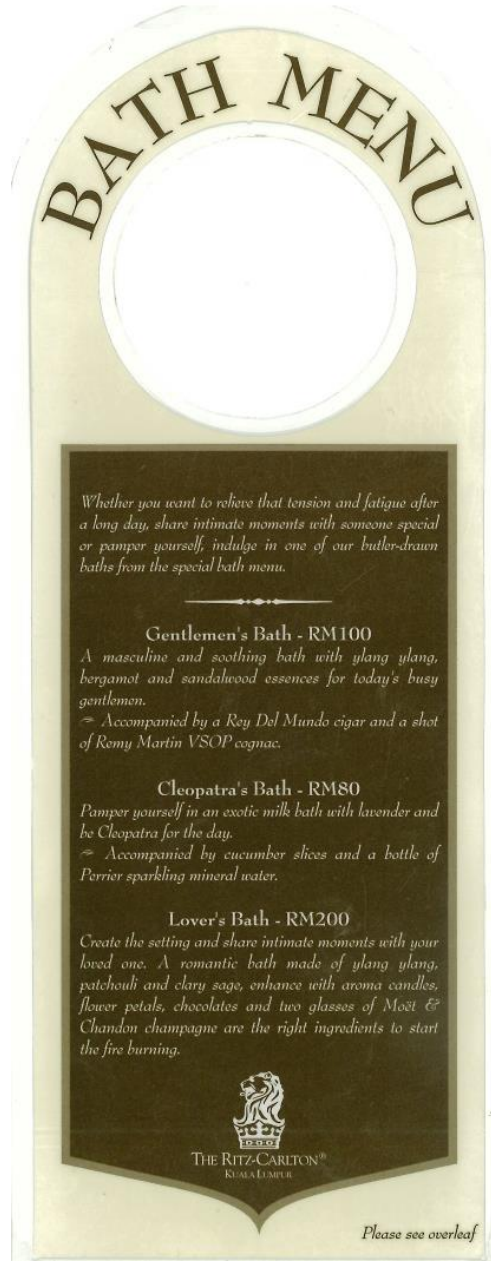 BATH MENU
Whether you want to relieve that tension and fatigue after
a long day, share intimate moments with someone special
or pamper yourself, indulge in one of our butler-drawn
baths from the special bath menu.
Gentlemen's Bath - RM100
A masculine and soothing bath with ylang ylang,
bergamot and sandalwood essences for today's busy
gentlemen.
Accompanied by a Rey Del Mundo cigar and a shot
of Remy Martin VSOP cognac.
Cleopatra's Bath - RM80
Pamper yourself in an exotic milk bath with lavender and
be Cleopatra for the day.
Accompanied by cucumber slices and a bottle of
Perrier sparkling mineral water.
Lover's Bath - RM200
Create the setting and share intimate moments with your
loved one. A romantic bath made of ylang ylang,
patchouli and clary sage, enhance with aroma candles,
flower petals, chocolates and two glasses of Moët &
Chandon champagne are the right ingredients to start
the fire burning.
THE RITZ-CARLTON®
KUALA LUMPUR
Please see overleaf